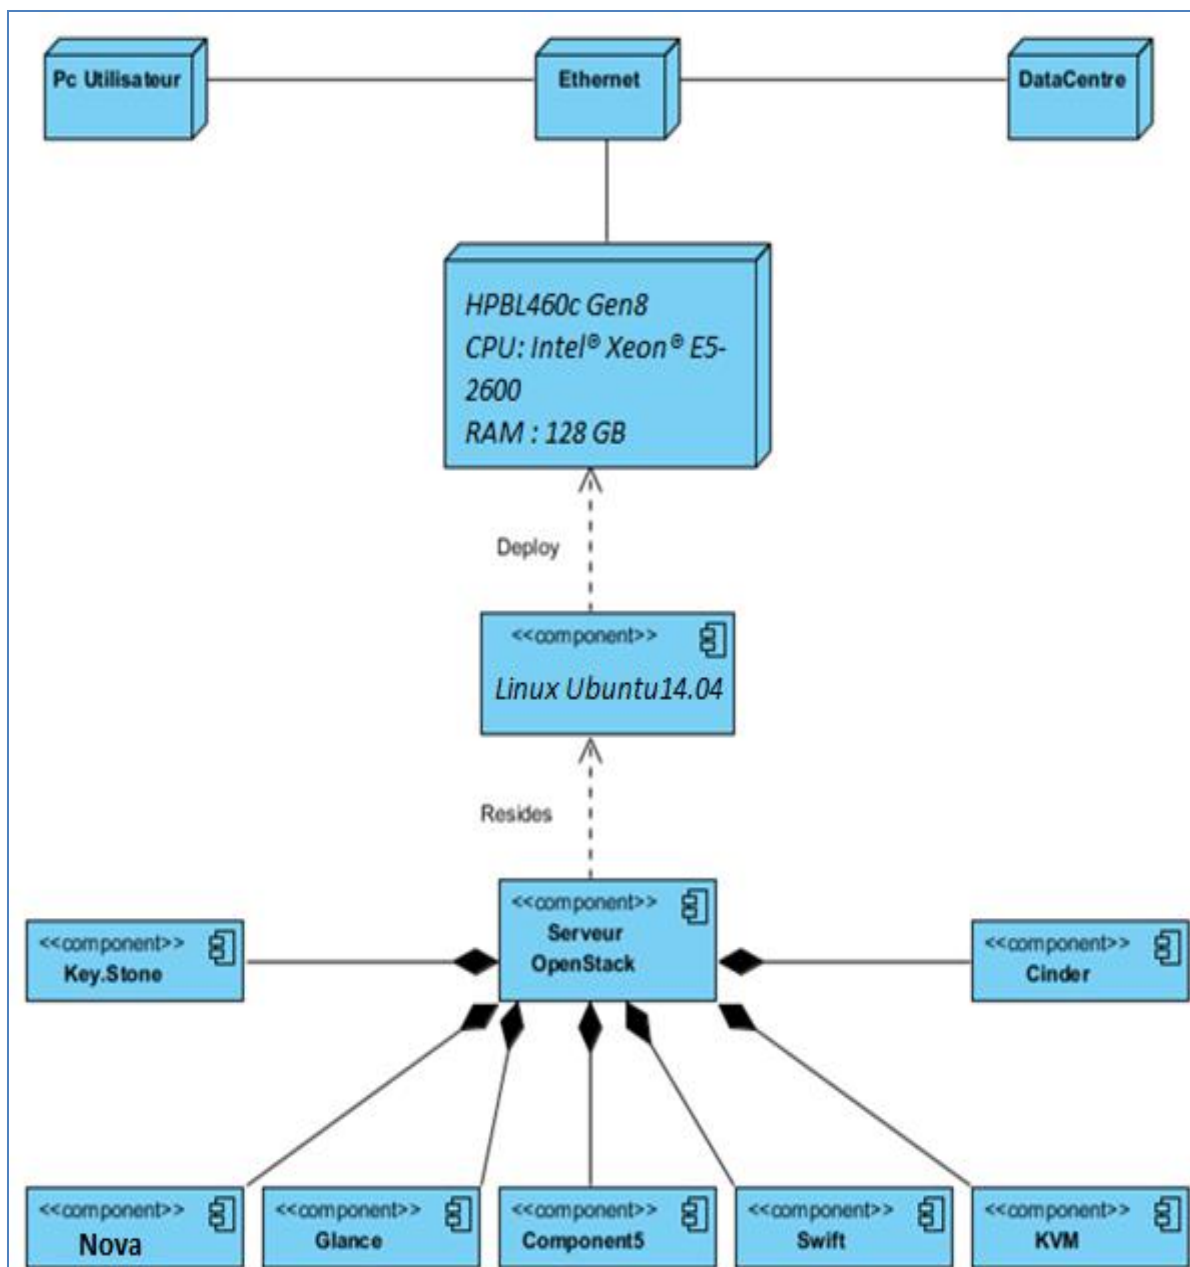 Pc Utilisateur
Ethernet
DataCentre
HPBL460c Gen8
CPU: Intel® Xeon® E5-
2600
RAM : 128 GB
Deploy
<<component>>
Linux Ubuntu14.04
Resides
<<component>>
Serveur
OpenStack
<<component>>
Key.Stone
<<component>>
Cinder
<<component>>
Nova
<<component>>
Glance
<<component>>
Component5
<<component>>
Swift
<<component>>
KVM